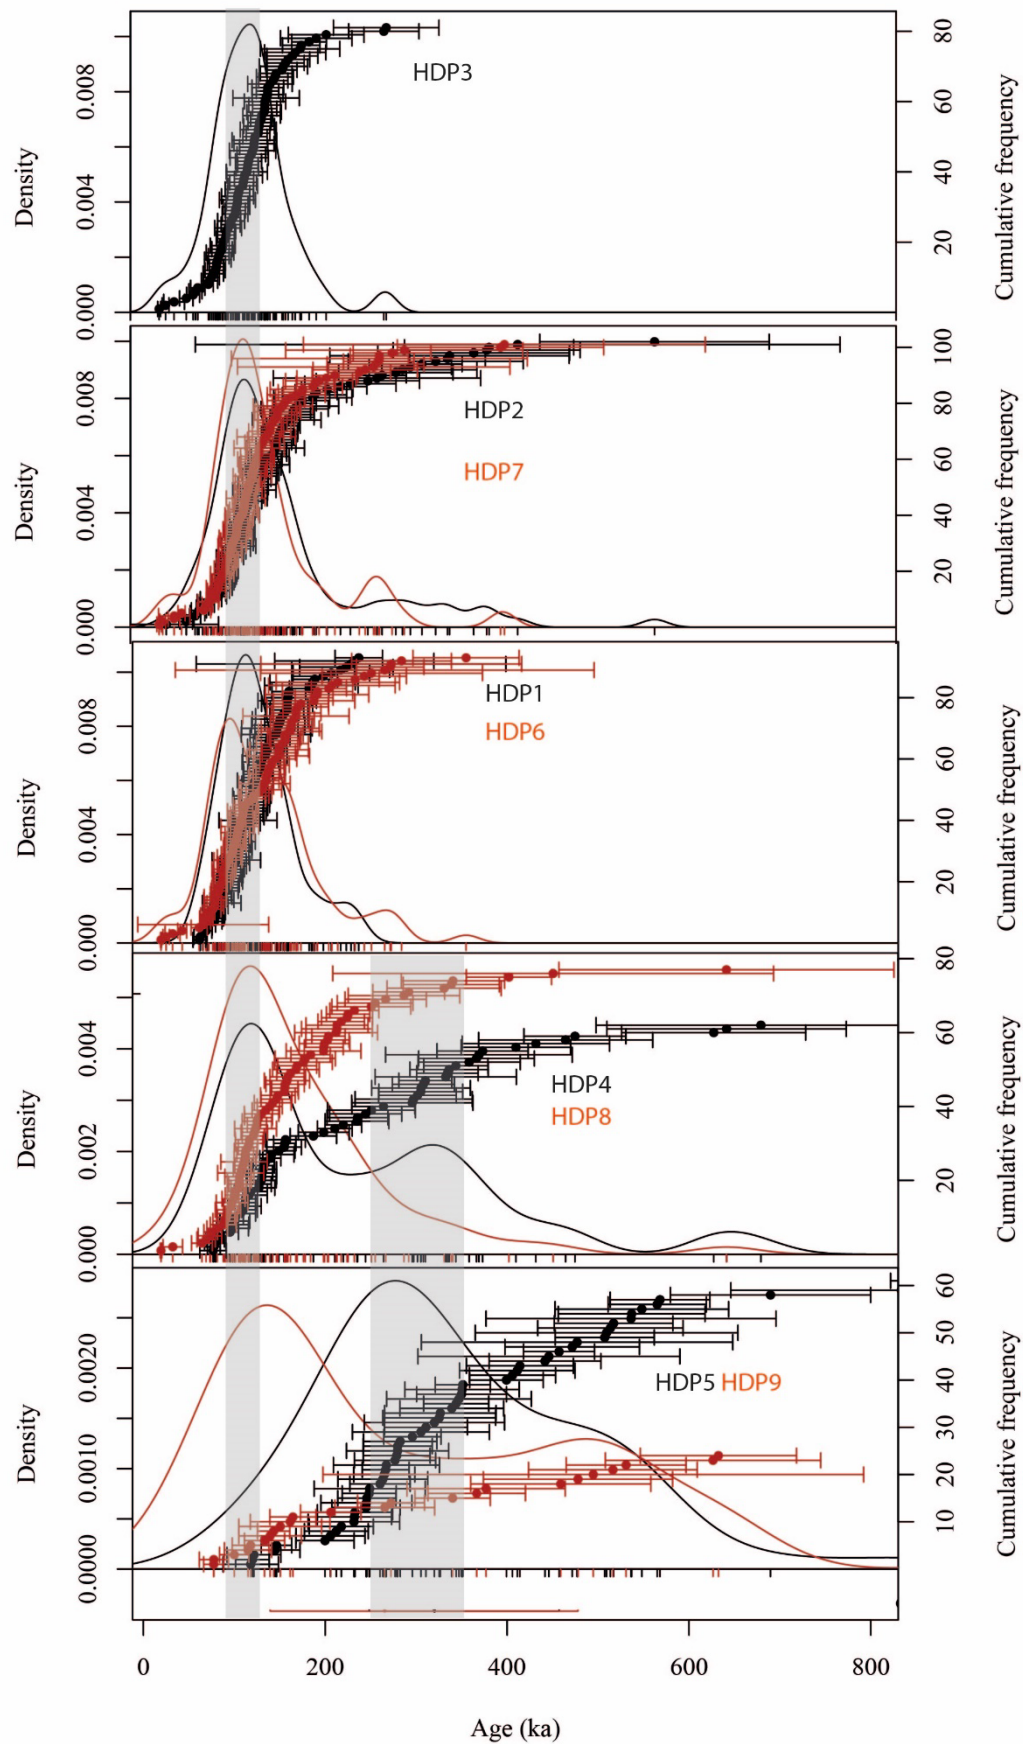 0.000 0.004 0.008
Density
HDP3
20 40 60 80
Cumulative frequency
0.000 0.004 0.008
Density
HDP2
HDP7
20 40 60 80 100
Cumulative frequency
0.000 0.004 0.008
Density
HDP1
HDP6
20 40 60 80
Cumulative frequency
0.000 0.002 0.004
Density
HDP4
HDP8
20 40 60 80
Cumulative frequency
0.0000 0.0010 0.0020
Density
HDP5 HDP9
10 20 30 40 50 60
Cumulative frequency
0 200 400 600 800
Age (ka)